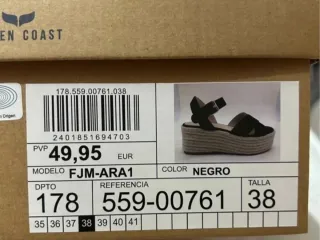 EN COAST
178.559.00761.038
2401851694703
Origen
PVP 49,95 EUR
MODELO FJM-ARA1
COLOR NEGRO
DPTO REFERENCIA TALLA
178 559-00761 38
35 36 37 38 39 40 41